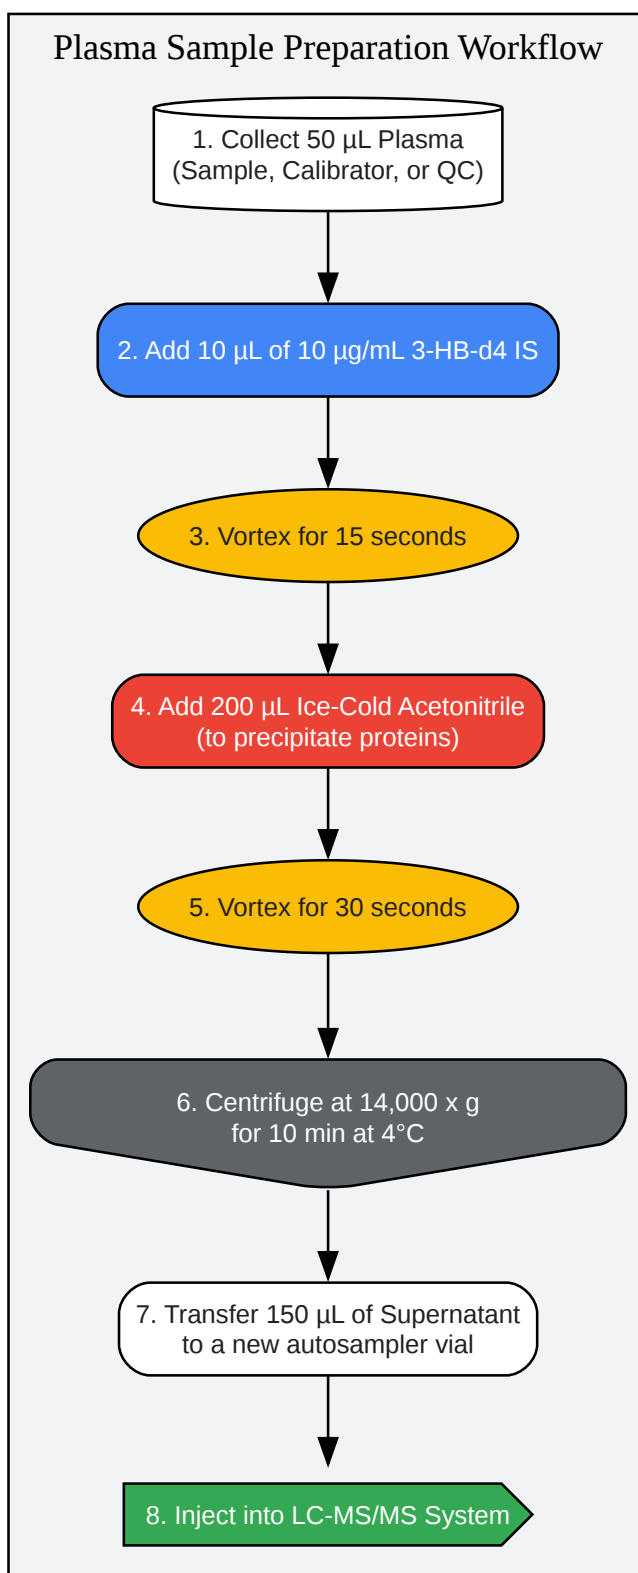 Plasma Sample Preparation Workflow
1. Collect 50 µL Plasma
(Sample, Calibrator, or QC)
2. Add 10 µL of 10 µg/mL 3-HB-d4 IS
3. Vortex for 15 seconds
4. Add 200 µL Ice-Cold Acetonitrile
(to precipitate proteins)
5. Vortex for 30 seconds
6. Centrifuge at 14,000 x g
for 10 min at 4°C
7. Transfer 150 µL of Supernatant
to a new autosampler vial
8. Inject into LC-MS/MS System